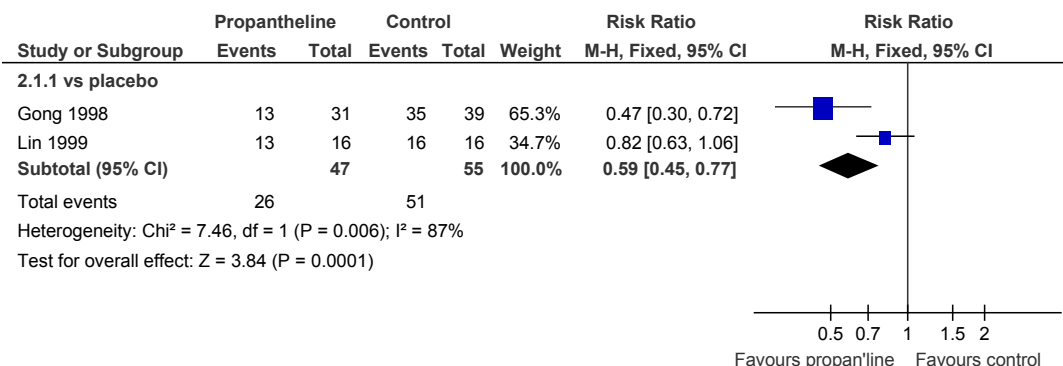 Propantheline Control Risk Ratio Risk Ratio
Study or Subgroup Events Total Events Total Weight M-H, Fixed, 95% CI M-H, Fixed, 95% CI
2.1.1 vs placebo
Gong 1998 13 31 35 39 65.3% 0.47 [0.30, 0.72]
Lin 1999 13 16 16 16 34.7% 0.82 [0.63, 1.06]
Subtotal (95% CI) 47 55 100.0% 0.59 [0.45, 0.77]
Total events 26 51
Heterogeneity: Chi² = 7.46, df = 1 (P = 0.006); I² = 87%
Test for overall effect: Z = 3.84 (P = 0.0001)
0.5 0.7 1 1.5 2
Favours propan'line Favours control